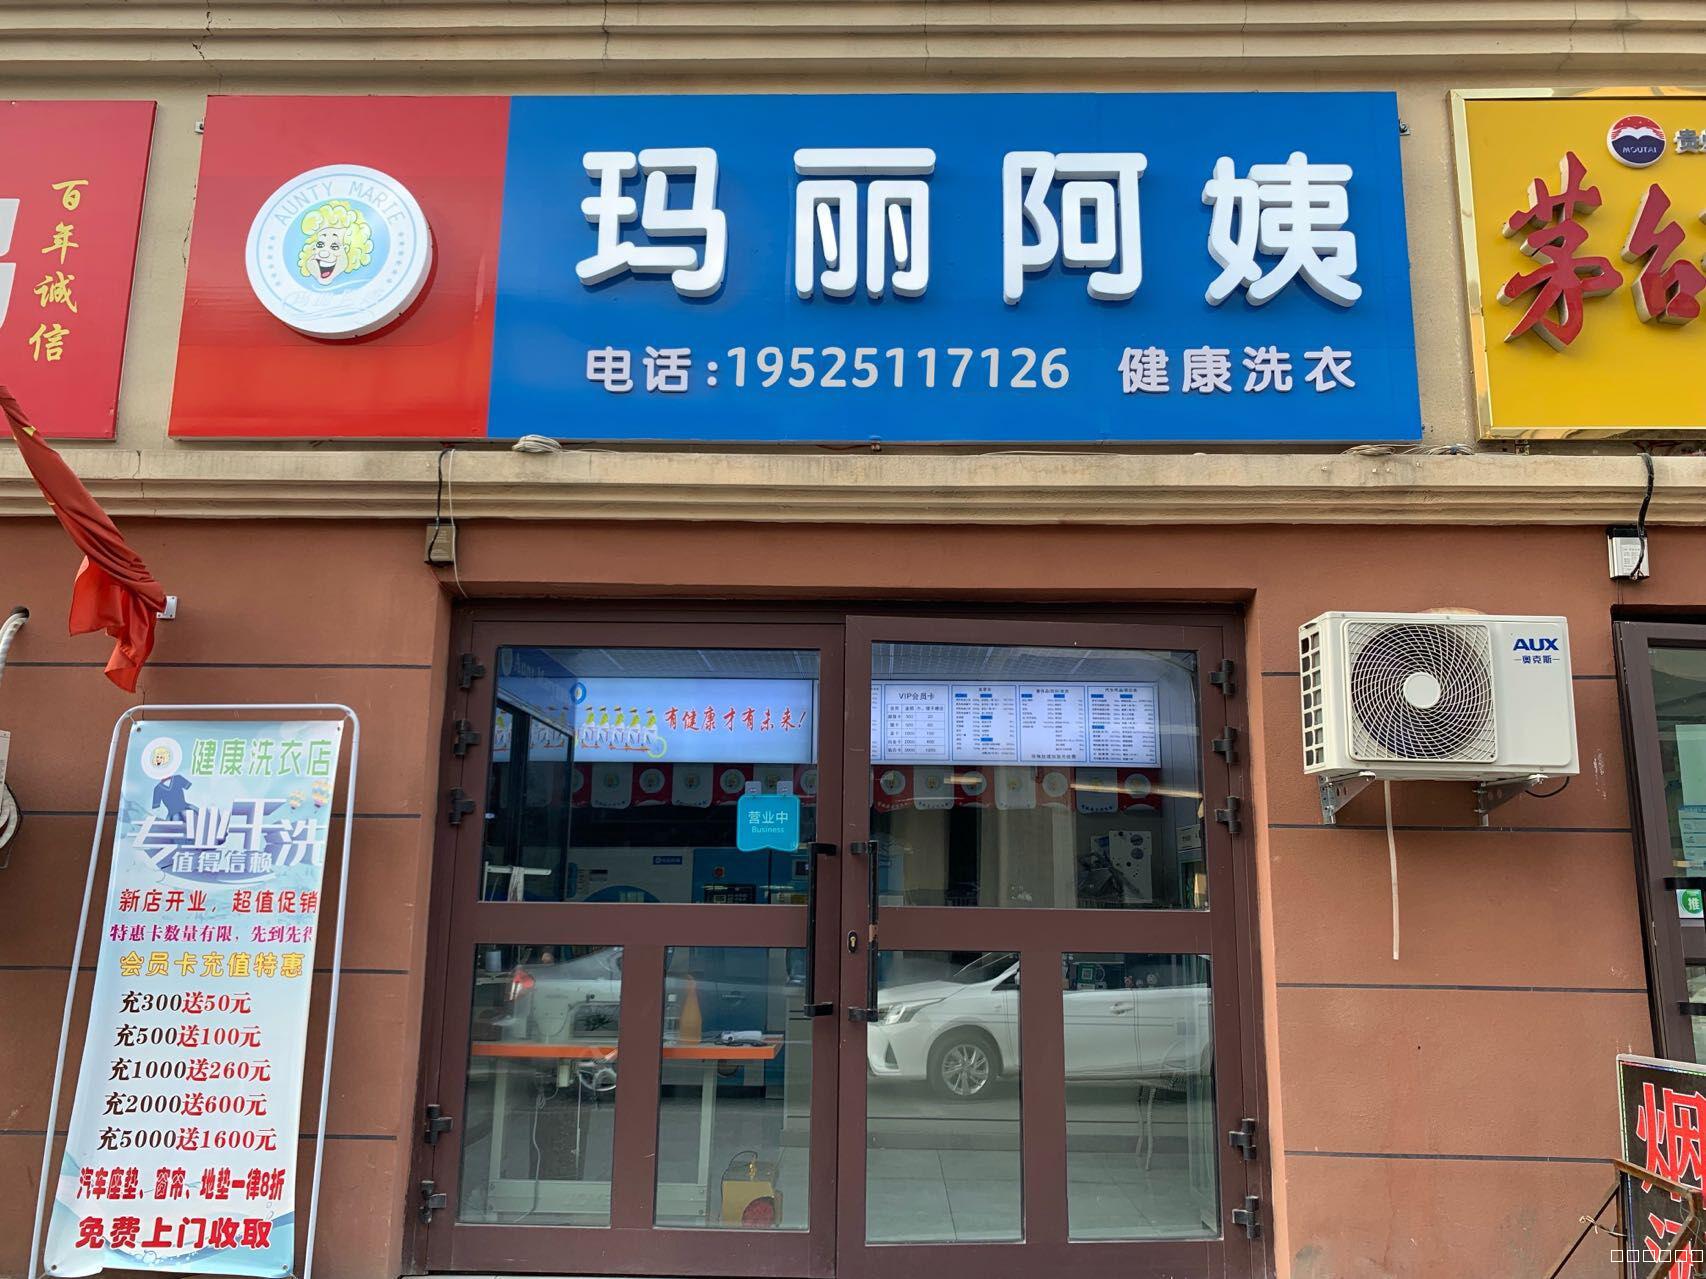 百年诚信
AUNTY MARIE
玛丽阿姨
电话:19525117126 健康洗衣
MOUTAI
贵
茅台
AUX
奥克斯
有健康才有未来!
VIP会员卡
营业中
Business
健康洗衣店
专业干洗
值得信赖
新店开业，超值促销
特惠卡数量有限，先到先得
会员卡充值特惠
充300送50元
充500送100元
充1000送260元
充2000送600元
充5000送1600元
汽车座垫、窗帘、地垫一律8折
免费上门收取
推
烟酒